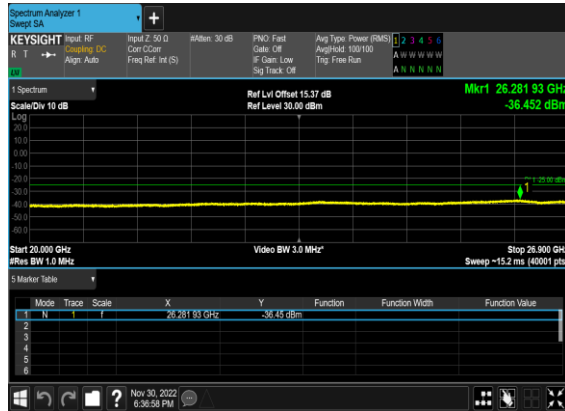 Spectrum Analyzer 1
Swept SA
+
KEYSIGHT Input: RF Input Z: 50 Ω #Atten: 30 dB PNO: Fast Avg Type: Power (RMS) 1 2 3 4 5 6
R T Coupling: DC Corr CCorr Gate: Off Avg|Hold: 100/100 A W W W W W
Align: Auto Freq Ref: Int (S) IF Gain: Low Trig: Free Run
Sig Track: Off A N N N N N
LW
1 Spectrum Ref Lvl Offset 15.37 dB Mkr1 26.281 93 GHz
Scale/Div 10 dB Ref Level 30.00 dBm -36.452 dBm
Log
20.0
10.0
0.00
-10.0
-20.0
-25.00 dBm
-30.0
1
-40.0
-50.0
-60.0
Start 20.000 GHz Video BW 3.0 MHz* Stop 26.900 GHz
#Res BW 1.0 MHz Sweep ~15.2 ms (40001 pts)
5 Marker Table
Mode Trace Scale X Y Function Function Width Function Value
1 N 1 f 26.281 93 GHz -36.45 dBm
2
3
4
5
6
? Nov 30, 2022
6:36:58 PM